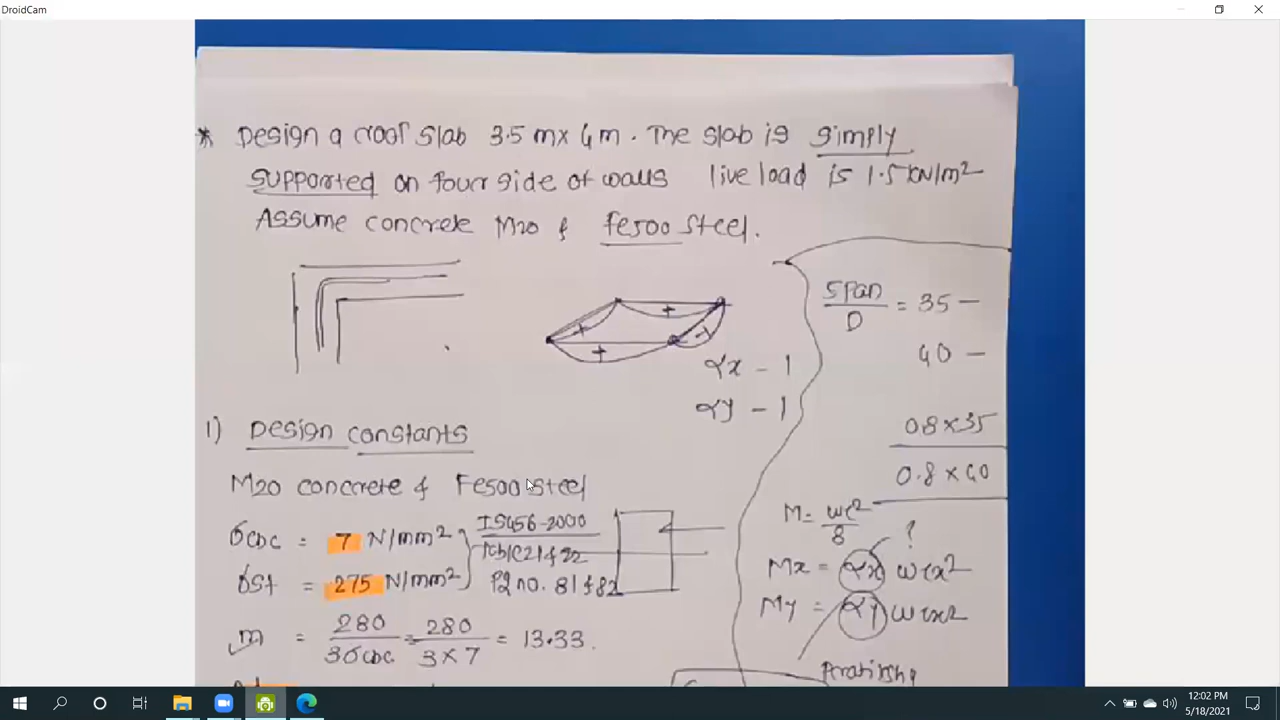 DroidCam
* Design a roof slab 3.5 m x 4 m. The slab is simply
supported on four side of walls live load is 1.5 kN/m²
Assume concrete M20 & fe500 steel.
Span/D = 35 —
40 —
+ + + +
αx - 1
αy - 1
0.8 x 35
0.8 x 40
1) Design constants
M20 concrete & Fe500 steel
σcbc = 7 N/mm² IS456-2000
σst = 275 N/mm² Pg no. 81 & 82
m = 280/3σcbc = 280/3 x 7 = 13.33.
M = wl²/8
?
Mx = αx wlx²
My = αy wlx²
12:02 PM
5/18/2021